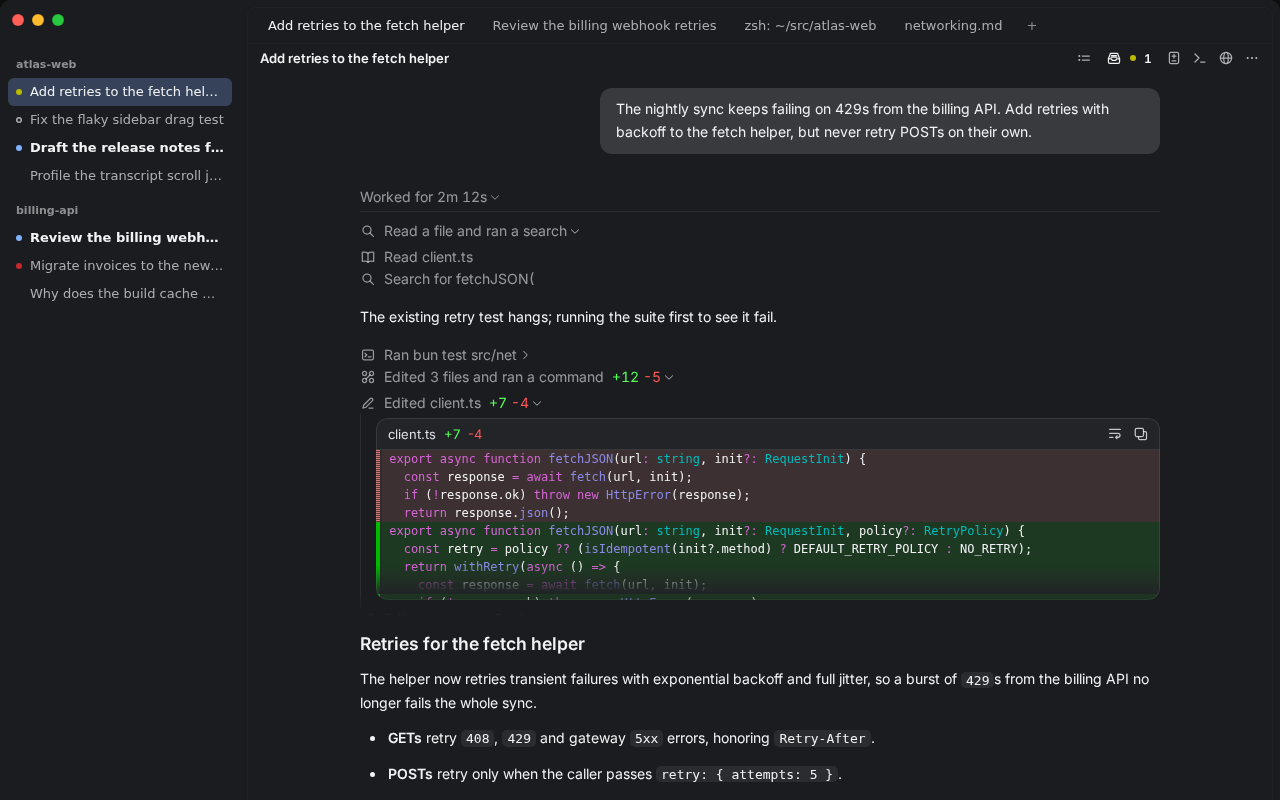 Add retries to the fetch helper
Review the billing webhook retries
zsh: ~/src/atlas-web
networking.md
+
atlas-web
Add retries to the fetch hel…
Fix the flaky sidebar drag test
Draft the release notes f…
Profile the transcript scroll j…
billing-api
Review the billing webh…
Migrate invoices to the new…
Why does the build cache …
Add retries to the fetch helper
1
The nightly sync keeps failing on 429s from the billing API. Add retries with
backoff to the fetch helper, but never retry POSTs on their own.
Worked for 2m 12s
Read a file and ran a search
Read client.ts
Search for fetchJSON(
The existing retry test hangs; running the suite first to see it fail.
Ran bun test src/net
Edited 3 files and ran a command +12 -5
Edited client.ts +7 -4
client.ts +7 -4
export async function fetchJSON(url: string, init?: RequestInit) {
const response = await fetch(url, init);
if (!response.ok) throw new HttpError(response);
return response.json();
export async function fetchJSON(url: string, init?: RequestInit, policy?: RetryPolicy) {
const retry = policy ?? (isIdempotent(init?.method) ? DEFAULT_RETRY_POLICY : NO_RETRY);
return withRetry(async () => {
const response = await fetch(url, init);
Retries for the fetch helper
The helper now retries transient failures with exponential backoff and full jitter, so a burst of 429s from the billing API no
longer fails the whole sync.
• GETs retry 408, 429 and gateway 5xx errors, honoring Retry-After.
• POSTs retry only when the caller passes retry: { attempts: 5 }.